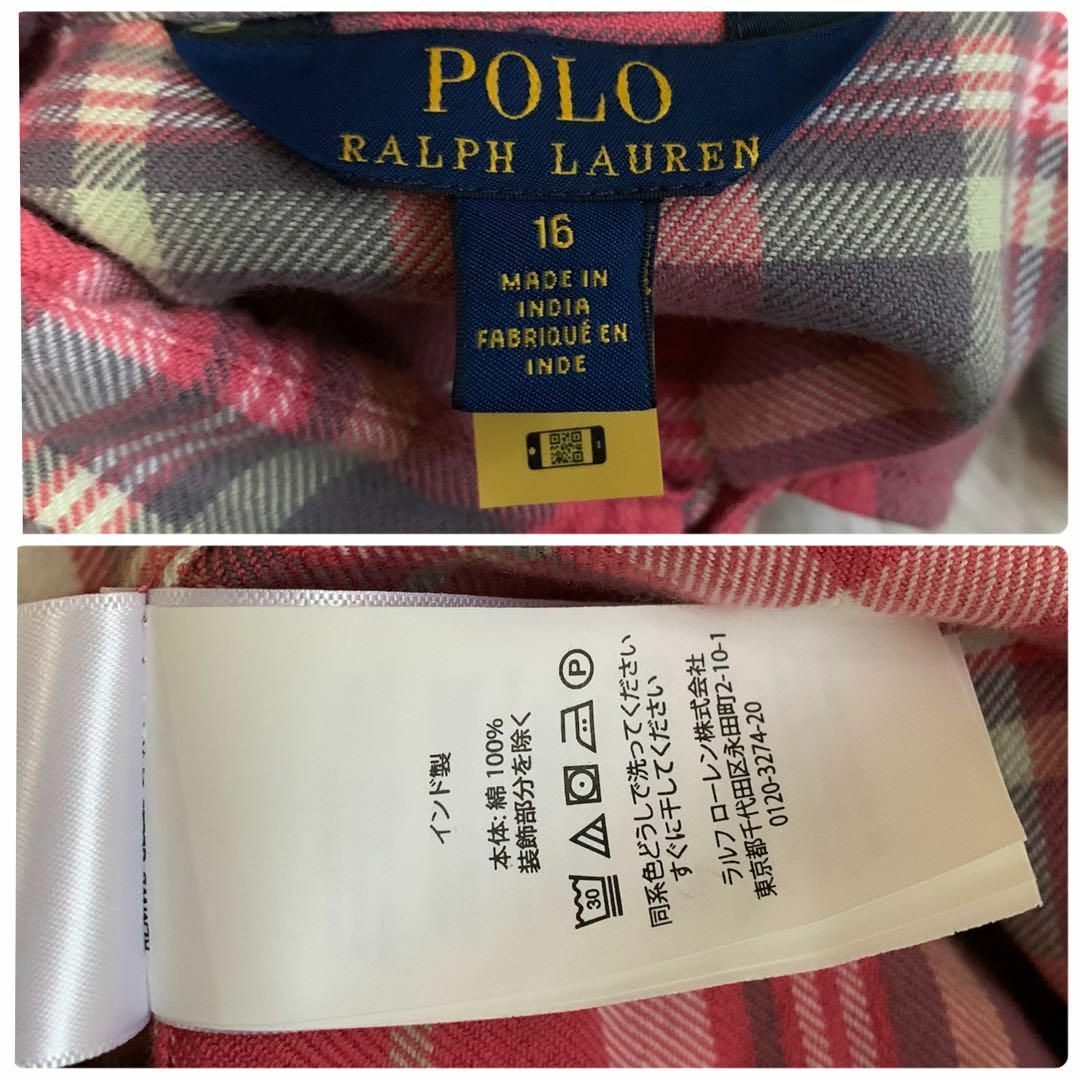 POLO
RALPH LAUREN
16
MADE IN
INDIA
FABRIQUÉ EN
INDE
インド製
本体: 綿 100%
装飾部分を除く
30
P
同系色どうしで洗ってください
すぐに干してください
ラルフ ローレン株式会社
東京都千代田区永田町2-10-1
0120-3274-20